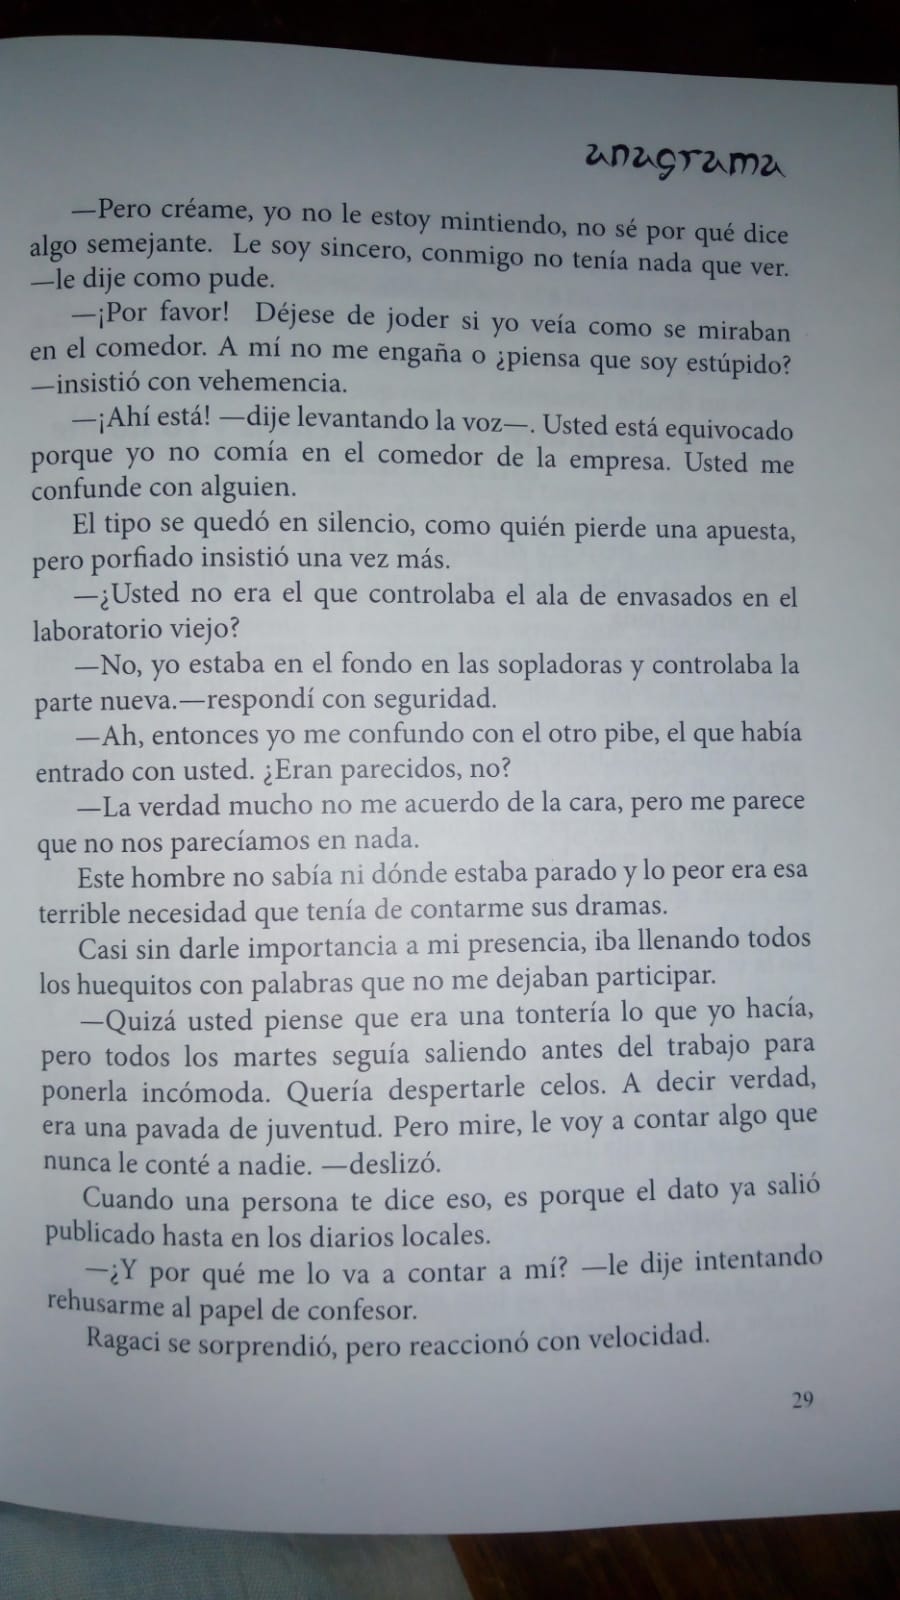 anagrama
—Pero créame, yo no le estoy mintiendo, no sé por qué dice
algo semejante.  Le soy sincero, conmigo no tenía nada que ver.
—le dije como pude.
—¡Por favor!  Déjese de joder si yo veía como se miraban
en el comedor. A mí no me engaña o ¿piensa que soy estúpido?
—insistió con vehemencia.
—¡Ahí está! —dije levantando la voz—. Usted está equivocado
porque yo no comía en el comedor de la empresa. Usted me
confunde con alguien.
El tipo se quedó en silencio, como quién pierde una apuesta,
pero porfiado insistió una vez más.
—¿Usted no era el que controlaba el ala de envasados en el
laboratorio viejo?
—No, yo estaba en el fondo en las sopladoras y controlaba la
parte nueva.—respondí con seguridad.
—Ah, entonces yo me confundo con el otro pibe, el que había
entrado con usted. ¿Eran parecidos, no?
—La verdad mucho no me acuerdo de la cara, pero me parece
que no nos parecíamos en nada.
Este hombre no sabía ni dónde estaba parado y lo peor era esa
terrible necesidad que tenía de contarme sus dramas.
Casi sin darle importancia a mi presencia, iba llenando todos
los huequitos con palabras que no me dejaban participar.
—Quizá usted piense que era una tontería lo que yo hacía,
pero todos los martes seguía saliendo antes del trabajo para
ponerla incómoda. Quería despertarle celos. A decir verdad,
era una pavada de juventud. Pero mire, le voy a contar algo que
nunca le conté a nadie. —deslizó.
Cuando una persona te dice eso, es porque el dato ya salió
publicado hasta en los diarios locales.
—¿Y por qué me lo va a contar a mí? —le dije intentando
rehusarme al papel de confesor.
Ragaci se sorprendió, pero reaccionó con velocidad.
29